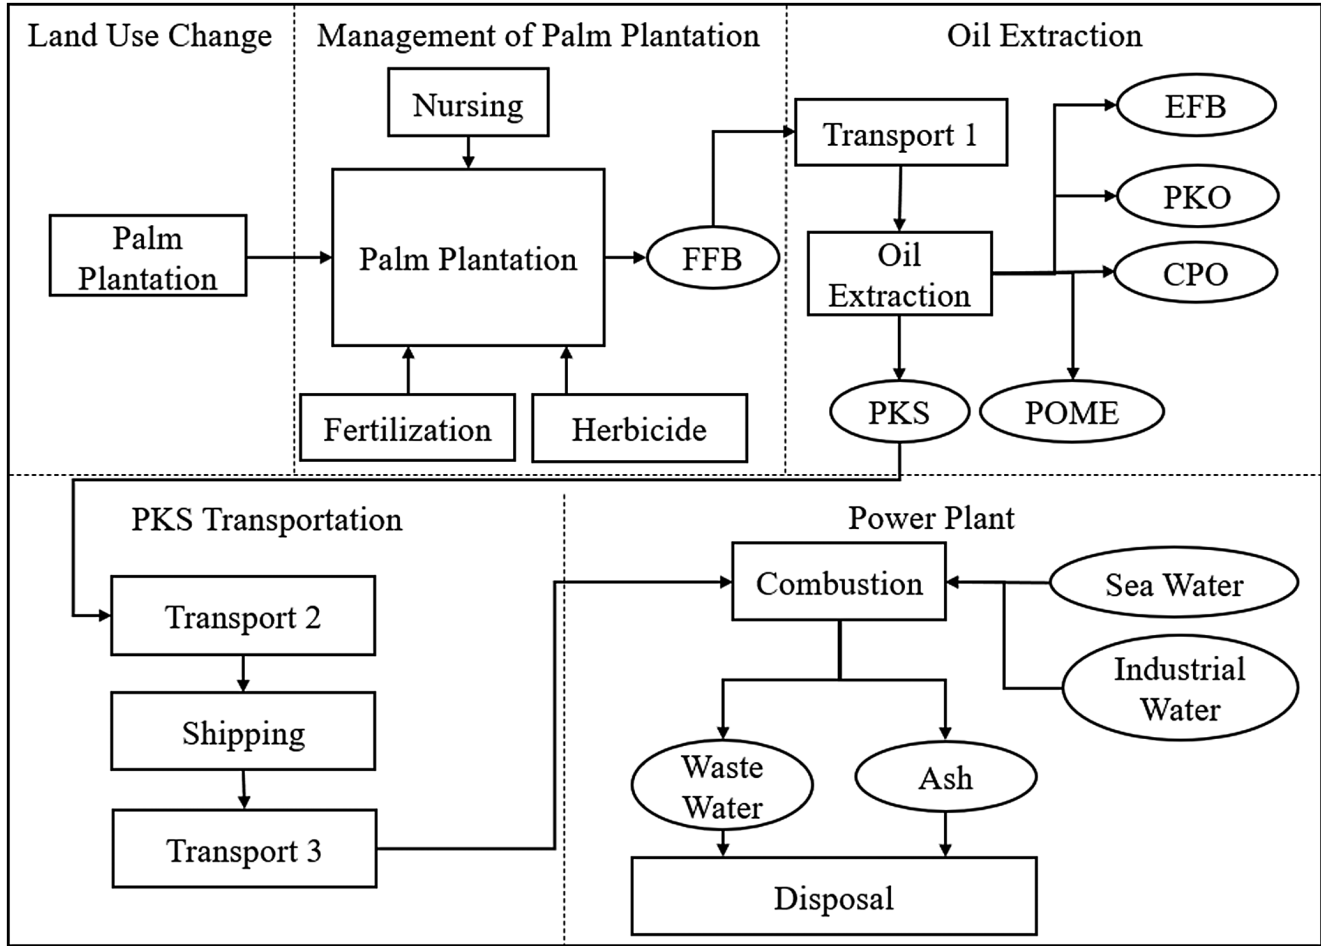 Land Use Change
Palm
Plantation
Management of Palm Plantation
Nursing
Palm Plantation
FFB
Fertilization
Herbicide
Oil Extraction
Transport 1
Oil
Extraction
EFB
PKO
CPO
PKS
POME
PKS Transportation
Transport 2
Shipping
Transport 3
Power Plant
Combustion
Sea Water
Industrial
Water
Waste
Water
Ash
Disposal